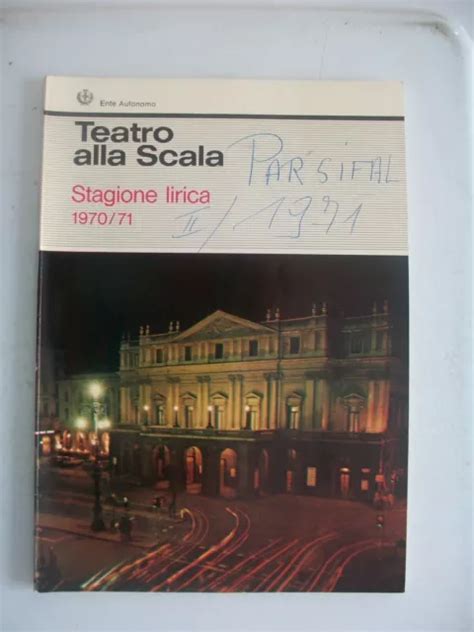 Ente Autonomo
Teatro
alla Scala
PARSIFAL
Stagione lirica
II/1971
1970/71